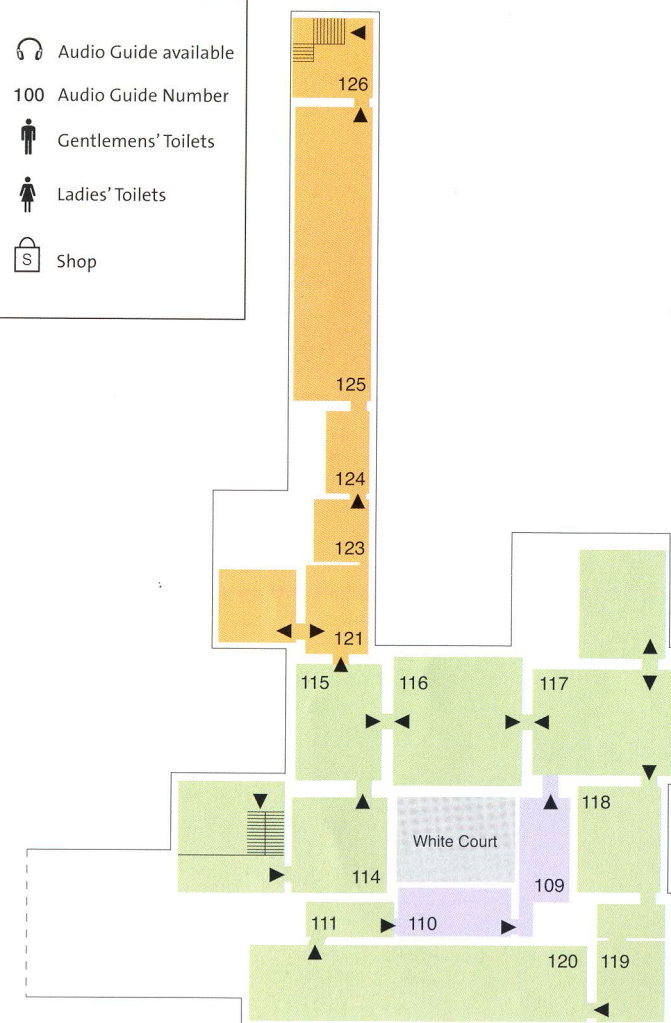 Audio Guide available
100 Audio Guide Number
Gentlemens’ Toilets
Ladies’ Toilets
S Shop
126
125
124
123
121
115 116 117
118
White Court
114 109
111 110
120 119